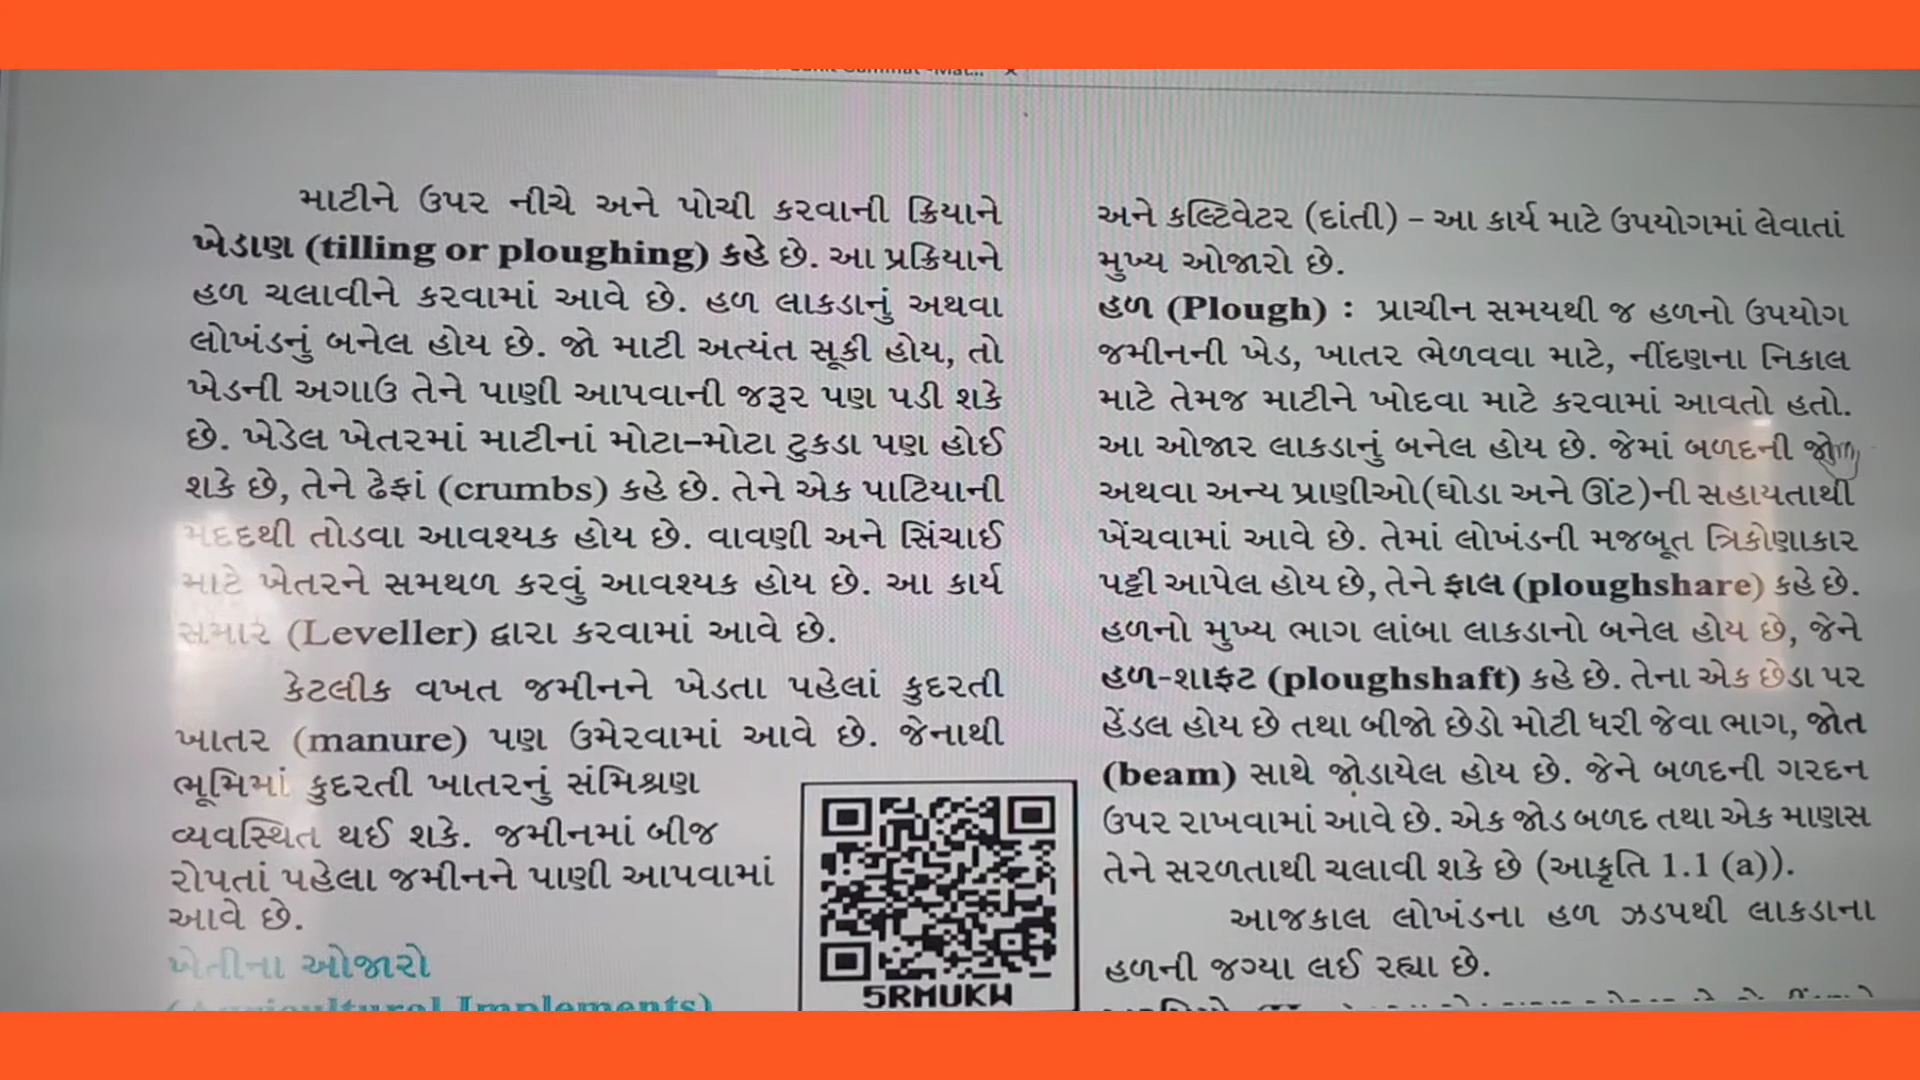 માટીને ઉપર નીચે અને પોચી કરવાની ક્રિયાને
ખેડાણ (tilling or ploughing) કહે છે. આ પ્રક્રિયાને
હળ ચલાવીને કરવામાં આવે છે. હળ લાકડાનું અથવા
લોખંડનું બનેલ હોય છે. જો માટી અત્યંત સૂકી હોય, તો
ખેડની અગાઉ તેને પાણી આપવાની જરૂર પણ પડી શકે
છે. ખેડેલ ખેતરમાં માટીનાં મોટા–મોટા ટુકડા પણ હોઈ
શકે છે, તેને ઢેફાં (crumbs) કહે છે. તેને એક પાટિયાની
મદદથી તોડવા આવશ્યક હોય છે. વાવણી અને સિંચાઈ
માટે ખેતરને સમથળ કરવું આવશ્યક હોય છે. આ કાર્ય
સમાર (Leveller) દ્વારા કરવામાં આવે છે.
કેટલીક વખત જમીનને ખેડતા પહેલાં કુદરતી
ખાતર (manure) પણ ઉમેરવામાં આવે છે. જેનાથી
ભૂમિમાં કુદરતી ખાતરનું સંમિશ્રણ
વ્યવસ્થિત થઈ શકે. જમીનમાં બીજ
રોપતાં પહેલા જમીનને પાણી આપવામાં
આવે છે.
ખેતીના ઓજારો
(Agricultural Implements)
5RMUKW
અને કલ્ટિવેટર (દાંતી) – આ કાર્ય માટે ઉપયોગમાં લેવાતાં
મુખ્ય ઓજારો છે.
હળ (Plough) : પ્રાચીન સમયથી જ હળનો ઉપયોગ
જમીનની ખેડ, ખાતર ભેળવવા માટે, નીંદણના નિકાલ
માટે તેમજ માટીને ખોદવા માટે કરવામાં આવતો હતો.
આ ઓજાર લાકડાનું બનેલ હોય છે. જેમાં બળદની
અથવા અન્ય પ્રાણીઓ(ઘોડા અને ઊંટ)ની સહાયતાથી
ખેંચવામાં આવે છે. તેમાં લોખંડની મજબૂત ત્રિકોણાકાર
પટ્ટી આપેલ હોય છે, તેને ફાલ (ploughshare) કહે છે.
હળનો મુખ્ય ભાગ લાંબા લાકડાનો બનેલ હોય છે, જેને
હળ-શાફ્ટ (ploughshaft) કહે છે. તેના એક છેડા પર
હેંડલ હોય છે તથા બીજો છેડો મોટી ધરી જેવા ભાગ, જોત
(beam) સાથે જોડાયેલ હોય છે. જેને બળદની ગરદન
ઉપર રાખવામાં આવે છે. એક જોડ બળદ તથા એક માણસ
તેને સરળતાથી ચલાવી શકે છે (આકૃતિ 1.1 (a)).
આજકાલ લોખંડના હળ ઝડપથી લાકડાના
હળની જગ્યા લઈ રહ્યા છે.